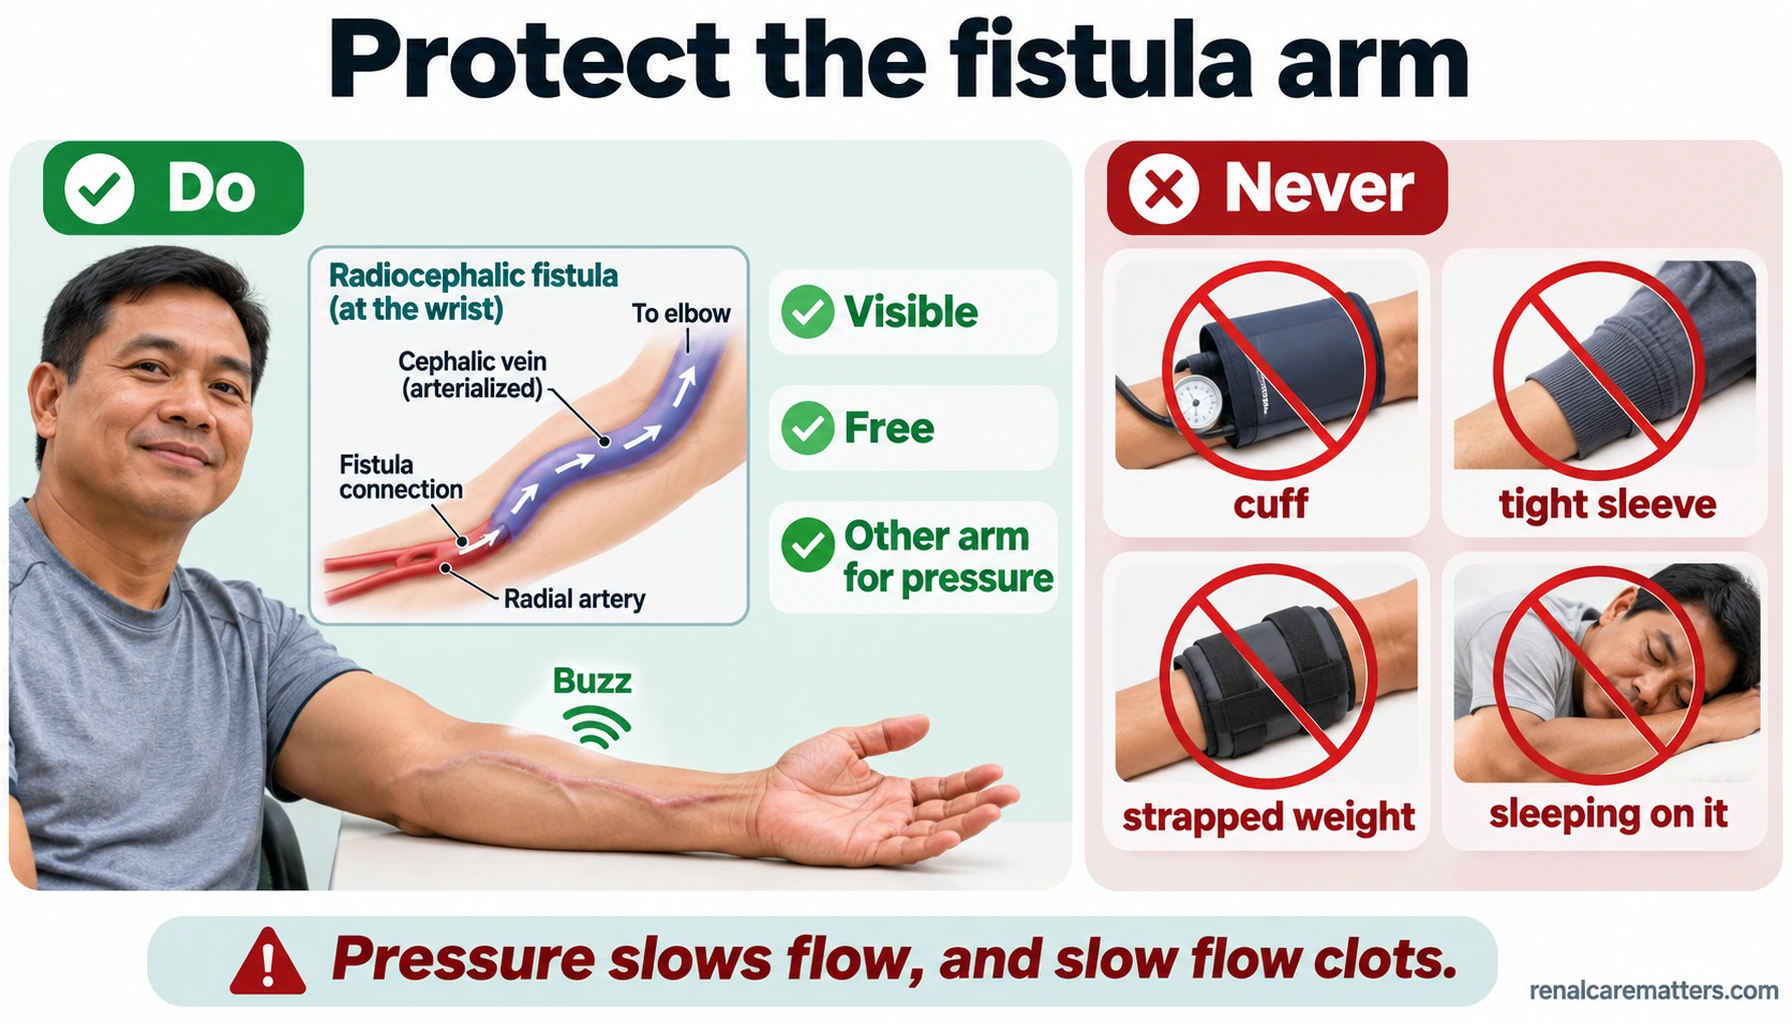 Protect the fistula arm
Do
Radiocephalic fistula
(at the wrist)
To elbow
Cephalic vein
(arterialized)
Fistula
connection
Radial artery
Visible
Free
Other arm
for pressure
Buzz
Never
cuff
tight sleeve
strapped weight
sleeping on it
Pressure slows flow, and slow flow clots.
renalcarematters.com